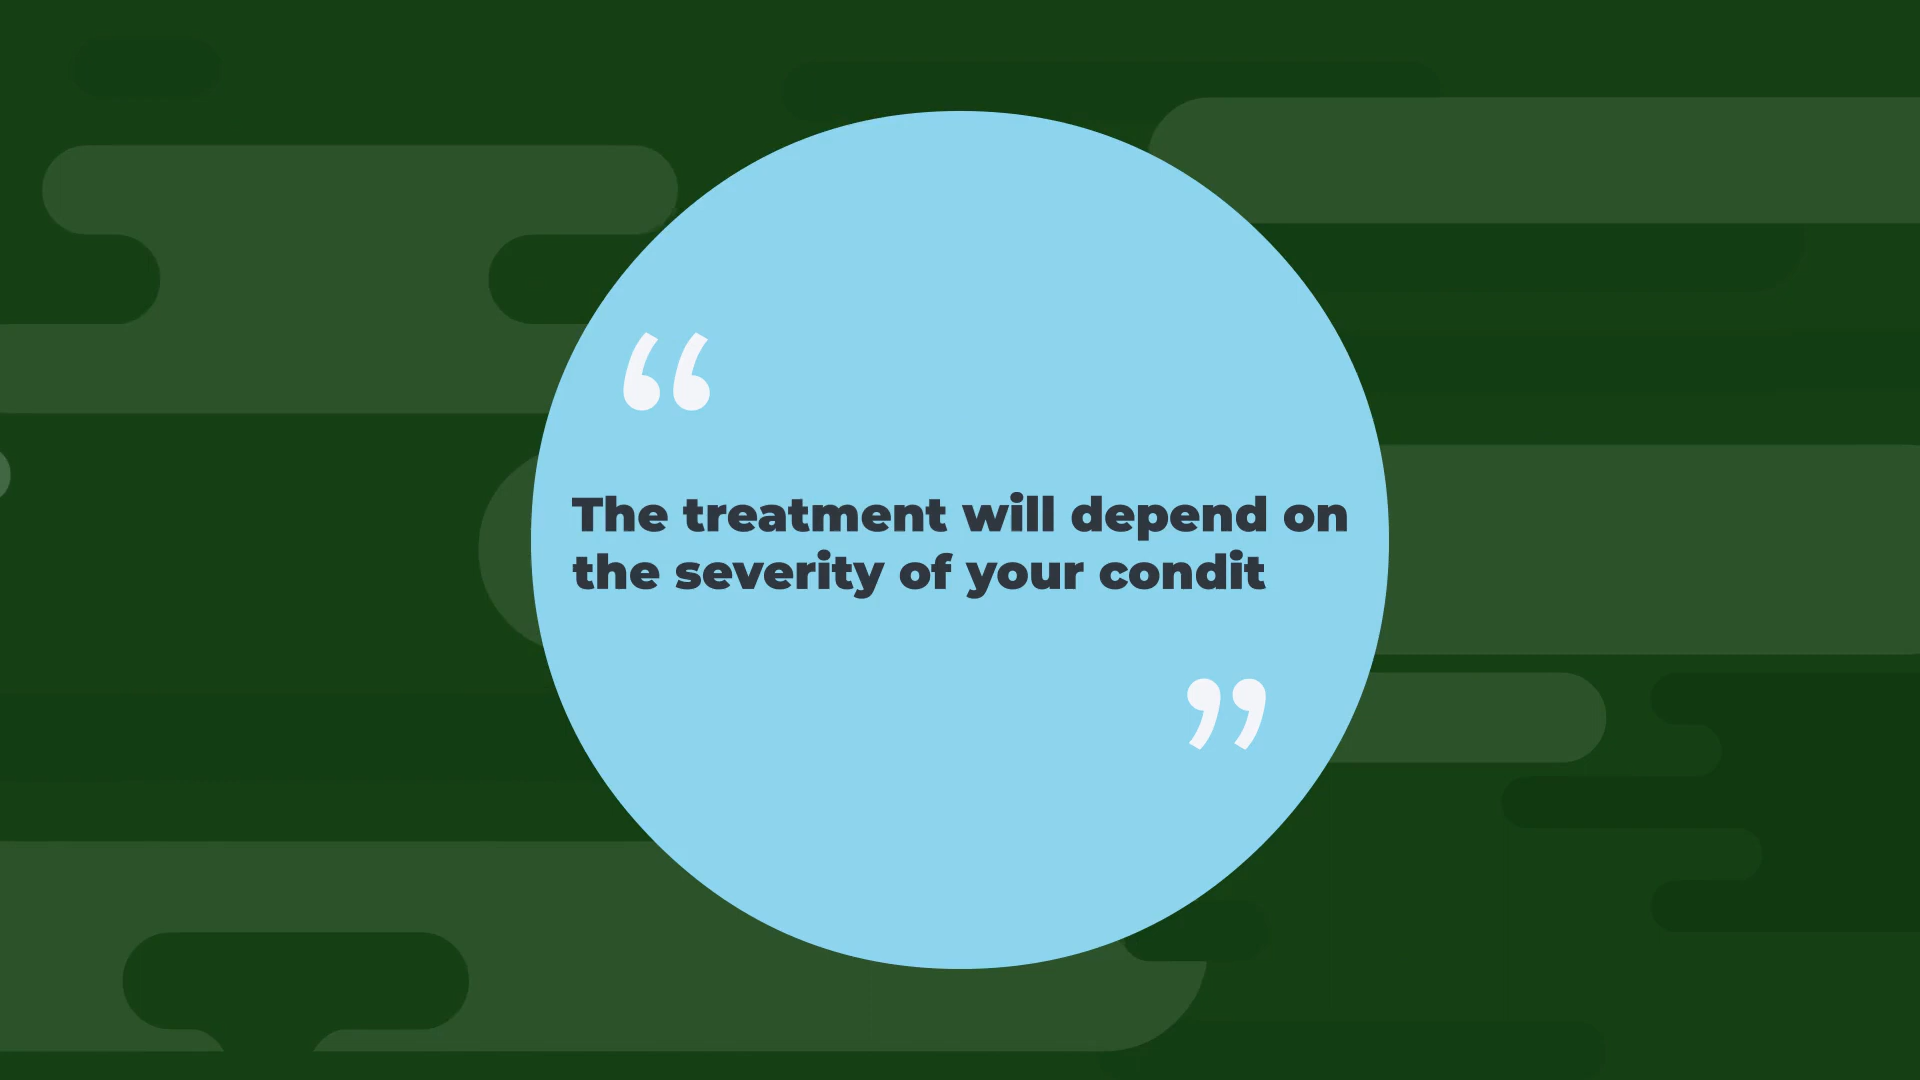 “
The treatment will depend on
the severity of your condit
”